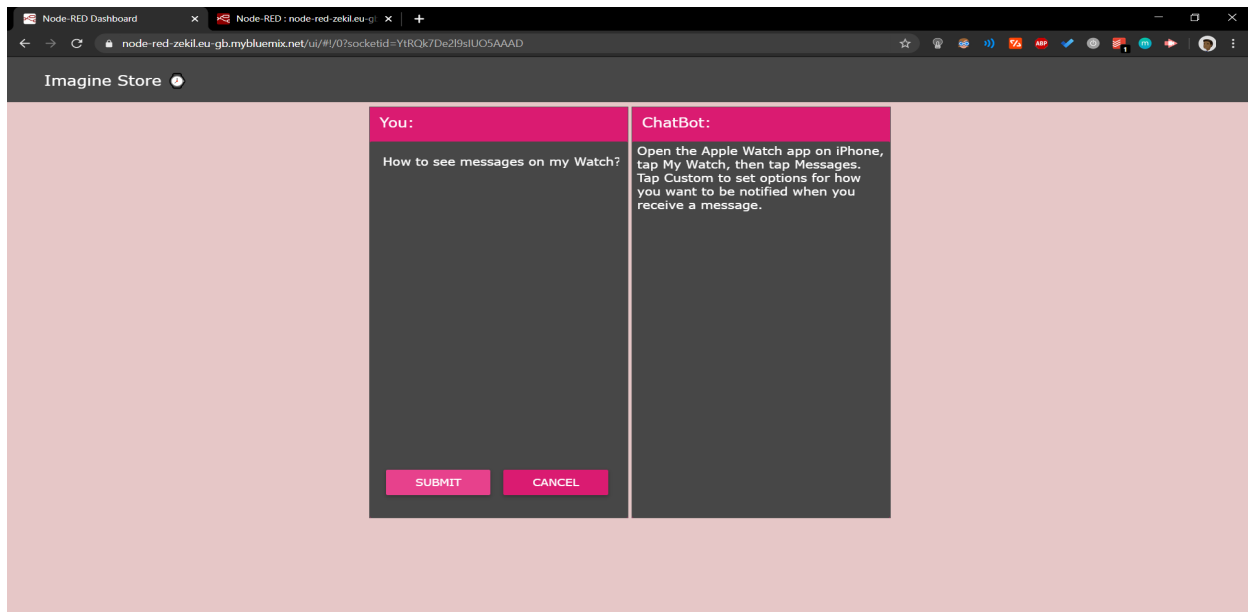 Node-RED Dashboard
Node-RED : node-red-zekil.eu-gb
node-red-zekil.eu-gb.mybluemix.net/ui/#!/0?socketid=YtRQk7De2l9sIUO5AAAD
ABP
1
m
Imagine Store
You:
How to see messages on my Watch?
SUBMIT
CANCEL
ChatBot:
Open the Apple Watch app on iPhone,
tap My Watch, then tap Messages.
Tap Custom to set options for how
you want to be notified when you
receive a message.